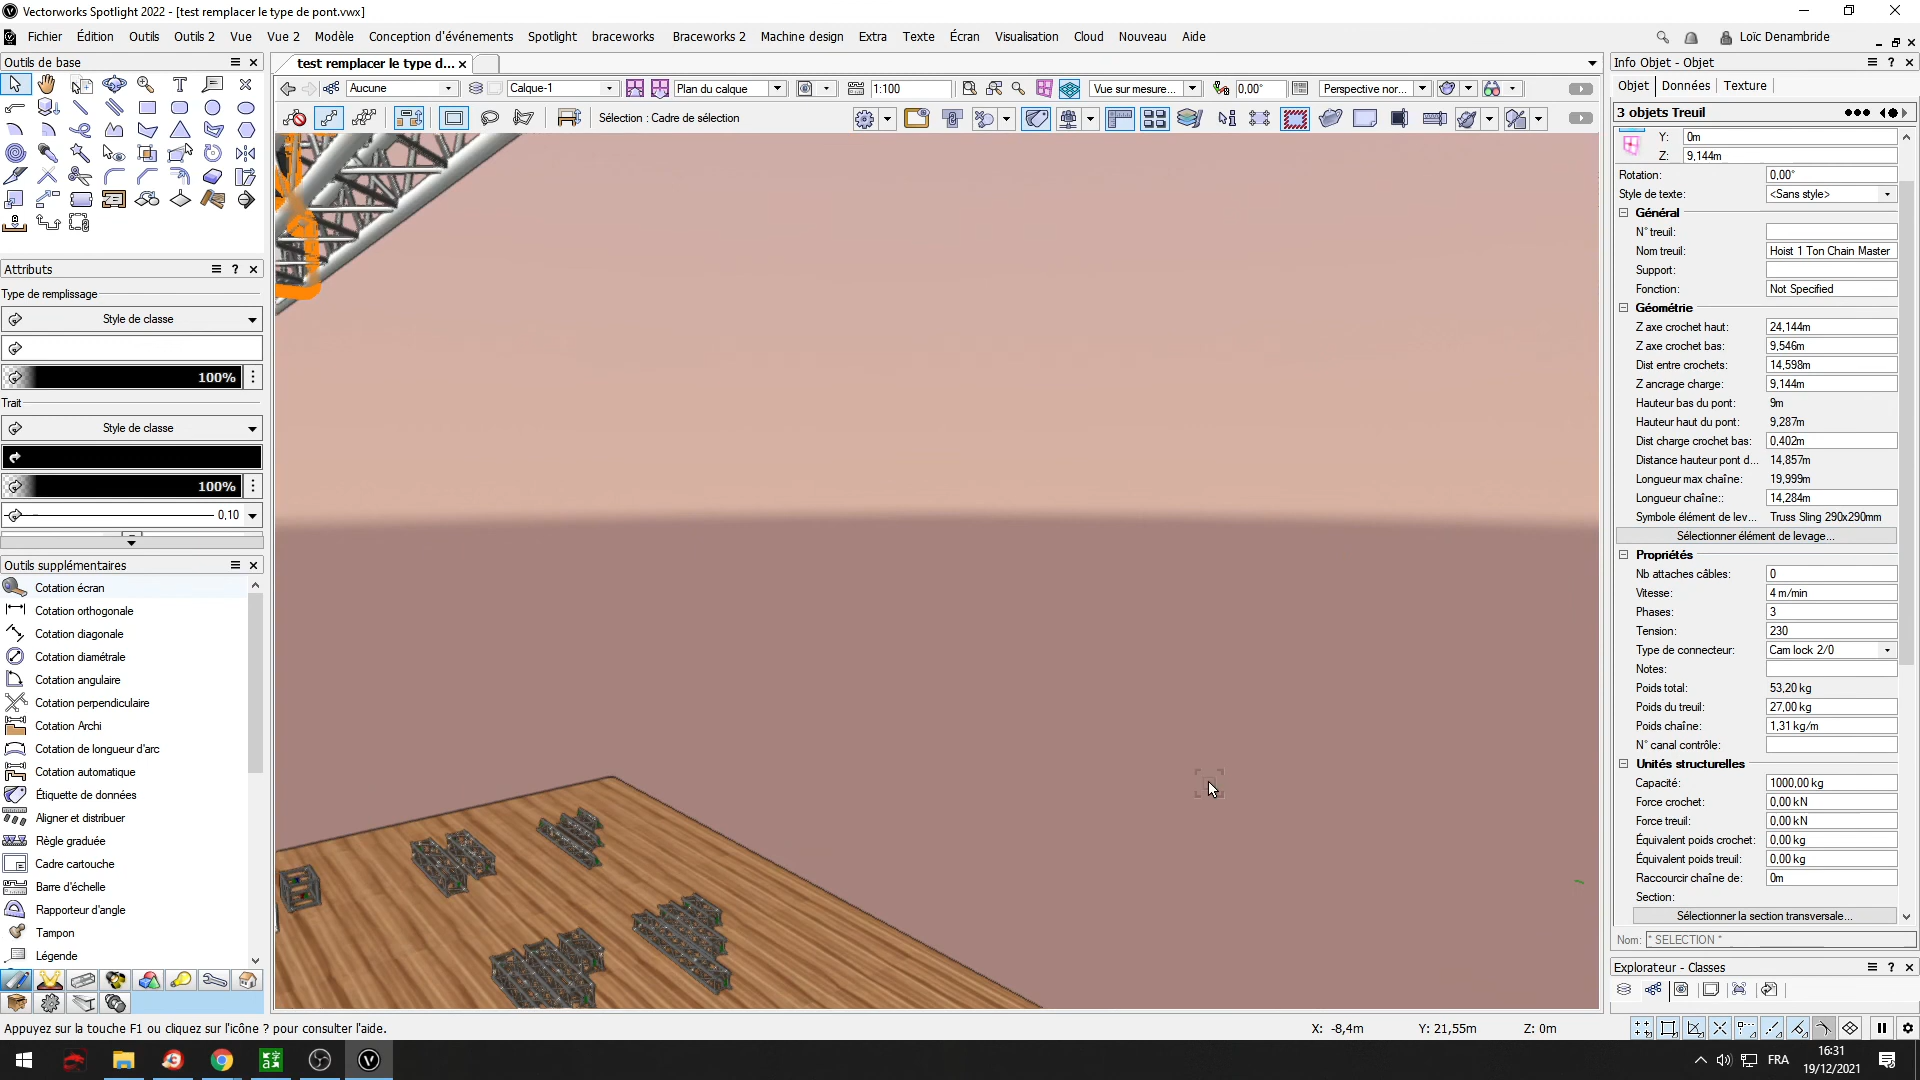 Vectorworks Spotlight 2022 - [test remplacer le type de pont.vwx]
Fichier Édition Outils Outils 2 Vue Vue 2 Modèle Conception d'événements Spotlight braceworks Braceworks 2 Machine design Extra Texte Écran Visualisation Cloud Nouveau Aide
Loïc Denambride
Outils de base
test remplacer le type d...
Aucune
Calque-1
Plan du calque
1:100
Vue sur mesure...
0,00°
Perspective nor...
Sélection : Cadre de sélection
Attributs
Type de remplissage
Style de classe
100%
Trait
Style de classe
100%
0,10
Outils supplémentaires
Cotation écran
Cotation orthogonale
Cotation diagonale
Cotation diamétrale
Cotation angulaire
Cotation perpendiculaire
Cotation Archi
Cotation de longueur d'arc
Cotation automatique
Étiquette de données
Aligner et distribuer
Règle graduée
Cadre cartouche
Barre d'échelle
Rapporteur d'angle
Tampon
Légende
Info Objet - Objet
Objet Données Texture
3 objets Treuil
Y: 0m
Z: 9,144m
Rotation: 0,00°
Style de texte: <Sans style>
Général
N° treuil:
Nom treuil: Hoist 1 Ton Chain Master
Support:
Fonction: Not Specified
Géométrie
Z axe crochet haut: 24,144m
Z axe crochet bas: 9,546m
Dist entre crochets: 14,598m
Z ancrage charge: 9,144m
Hauteur bas du pont: 9m
Hauteur haut du pont: 9,287m
Dist charge crochet bas: 0,402m
Distance hauteur pont d... 14,857m
Longueur max chaîne: 19,999m
Longueur chaîne:: 14,284m
Symbole élément de lev... Truss Sling 290x290mm
Sélectionner élément de levage...
Propriétés
Nb attaches câbles: 0
Vitesse: 4 m/min
Phases: 3
Tension: 230
Type de connecteur: Cam lock 2/0
Notes:
Poids total: 53,20 kg
Poids du treuil: 27,00 kg
Poids chaîne: 1,31 kg/m
N° canal contrôle:
Unités structurelles
Capacité: 1000,00 kg
Force crochet: 0,00 kN
Force treuil: 0,00 kN
Équivalent poids crochet: 0,00 kg
Équivalent poids treuil: 0,00 kg
Raccourcir chaîne de: 0m
Section:
Sélectionner la section transversale...
Nom: * SELECTION *
Explorateur - Classes
Appuyez sur la touche F1 ou cliquez sur l'icône ? pour consulter l'aide.
X: -8,4m Y: 21,55m Z: 0m
FRA
16:31
19/12/2021